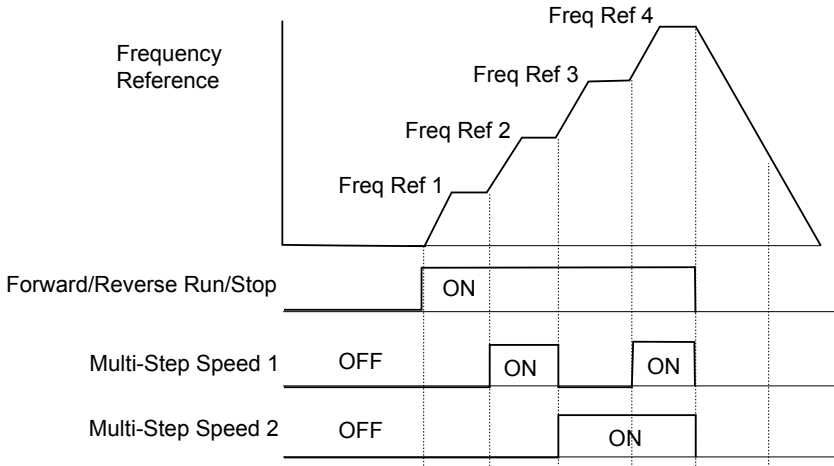 Freq Ref 4
Frequency
Reference
Freq Ref 3
Freq Ref 2
Freq Ref 1
Forward/Reverse Run/Stop
ON
Multi-Step Speed 1
OFF
ON
ON
Multi-Step Speed 2
OFF
ON